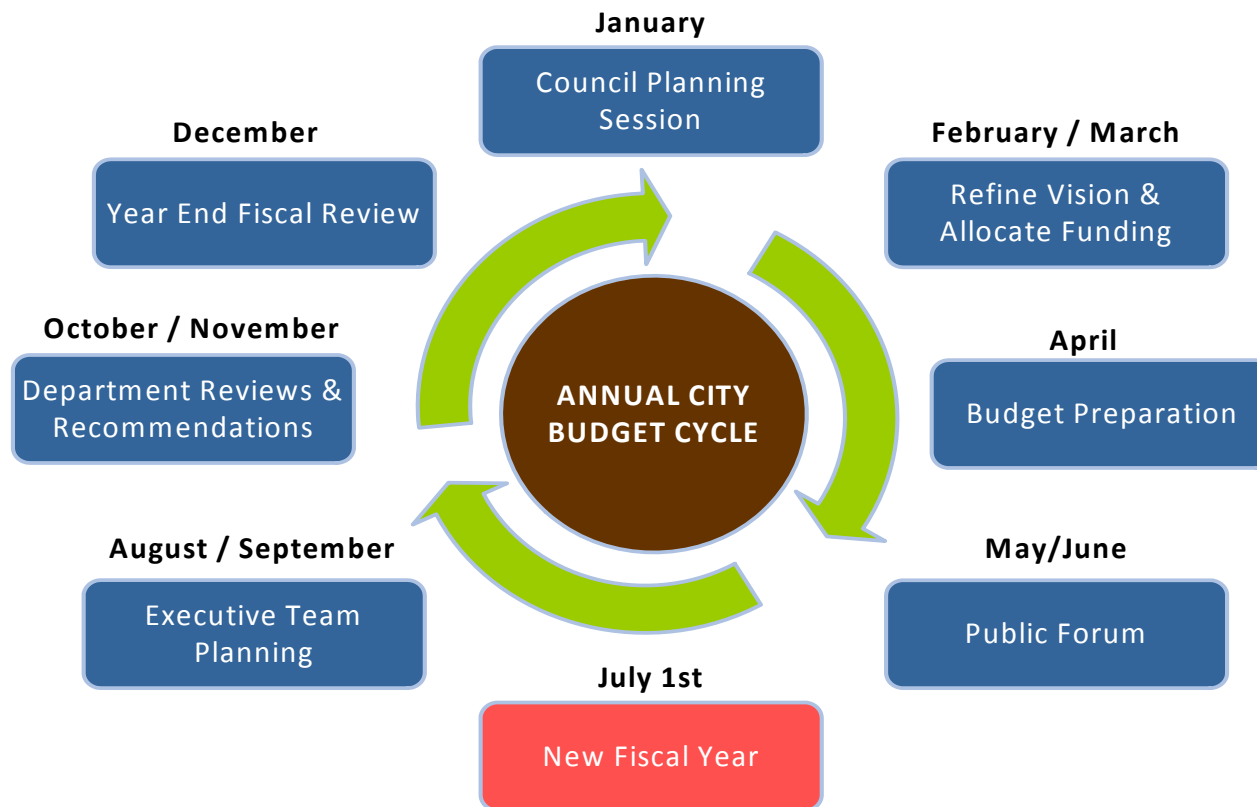 January
Council Planning
Session
February / March
Refine Vision &
Allocate Funding
April
Budget Preparation
May/June
Public Forum
July 1st
New Fiscal Year
August / September
Executive Team
Planning
October / November
Department Reviews &
Recommendations
December
Year End Fiscal Review
ANNUAL CITY
BUDGET CYCLE